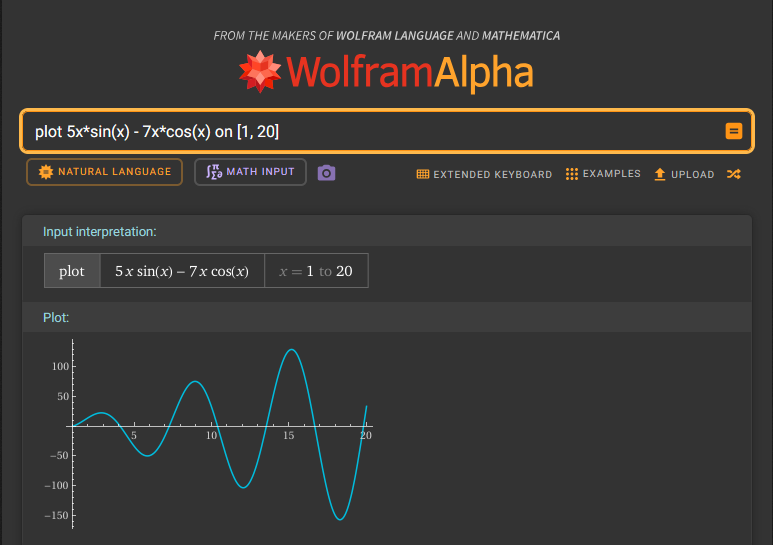 FROM THE MAKERS OF WOLFRAM LANGUAGE AND MATHEMATICA
WolframAlpha
plot 5x*sin(x) - 7x*cos(x) on [1, 20]
NATURAL LANGUAGE
MATH INPUT
EXTENDED KEYBOARD
EXAMPLES
UPLOAD
Input interpretation:
plot 5 x sin(x) − 7 x cos(x) x = 1 to 20
Plot:
100
50
5 10 15 20
−50
−100
−150